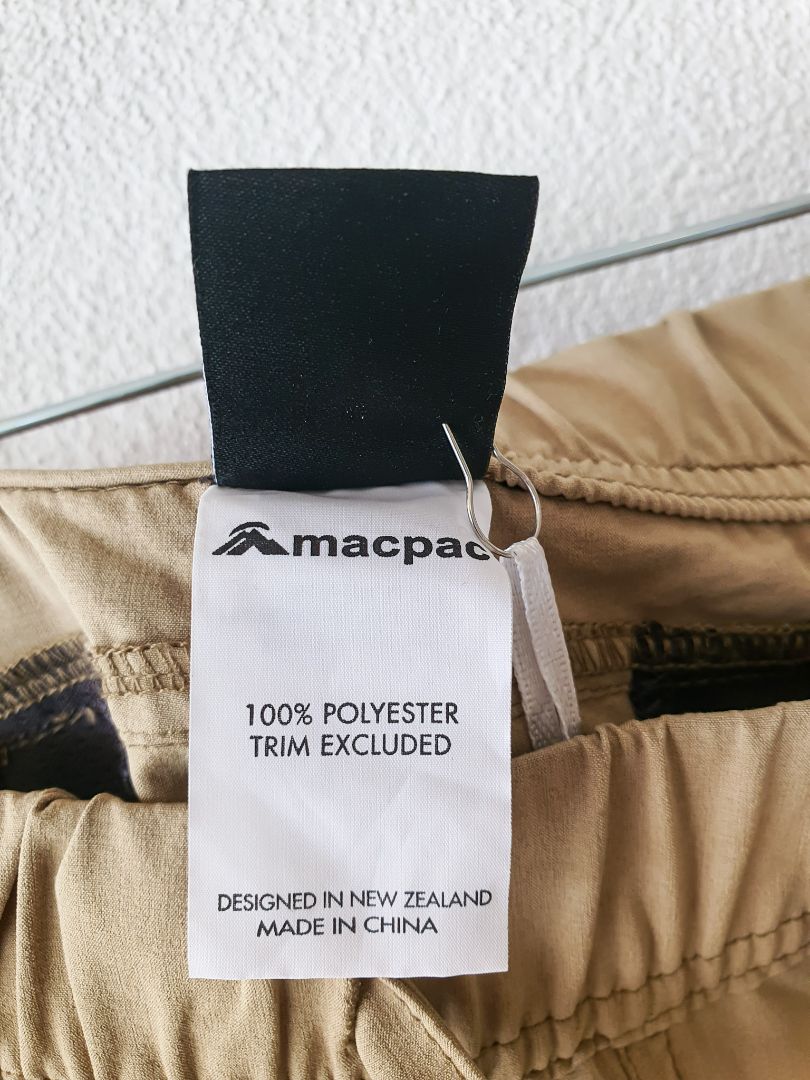 macpac
100% POLYESTER
TRIM EXCLUDED
DESIGNED IN NEW ZEALAND
MADE IN CHINA